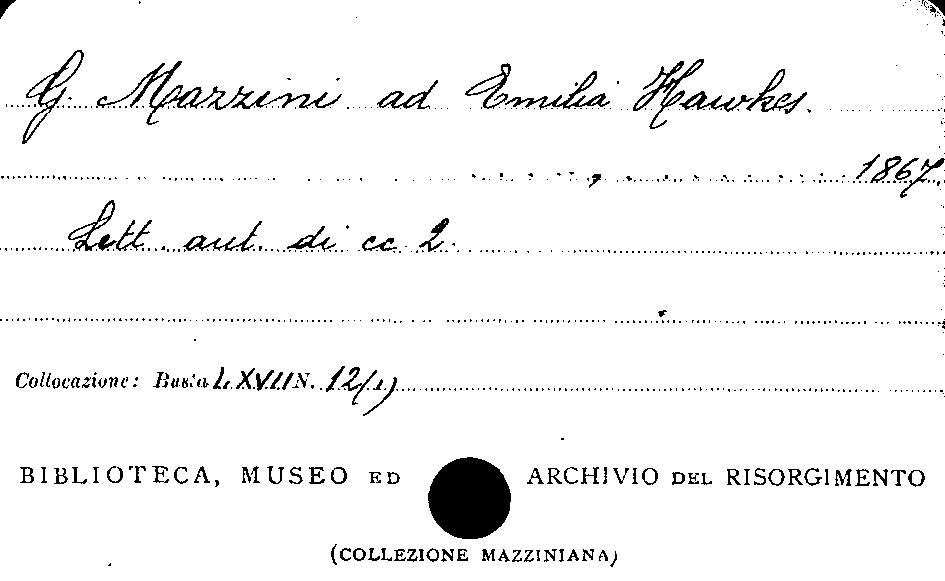 G. Mazzini ad Emilia Hawkes.
1867.
Lett. aut. di cc 2.
Collocazione: Busta LXVII N. 12/1)
BIBLIOTECA, MUSEO ED ARCHIVIO DEL RISORGIMENTO
(COLLEZIONE MAZZINIANA)